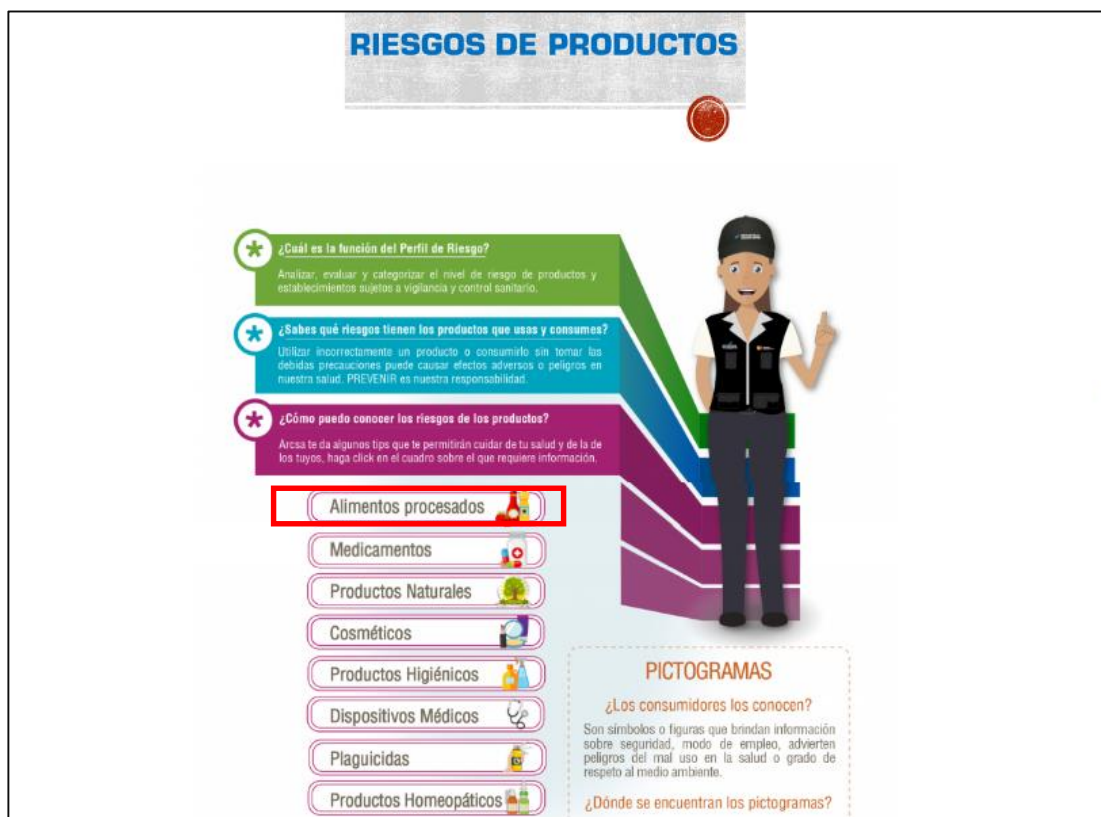 RIESGOS DE PRODUCTOS
¿Cuál es la función del Perfil de Riesgo?
Analizar, evaluar y categorizar el nivel de riesgo de productos y
establecimientos sujetos a vigilancia y control sanitario.
¿Sabes qué riesgos tienen los productos que usas y consumes?
Utilizar incorrectamente un producto o consumirlo sin tomar las
debidas precauciones puede causar efectos adversos o peligros en
nuestra salud. PREVENIR es nuestra responsabilidad.
¿Cómo puedo conocer los riesgos de los productos?
Arcsa te da algunos tips que te permitirán cuidar de tu salud y de la de
los tuyos, haga click en el cuadro sobre el que requiere información.
Alimentos procesados
Medicamentos
Productos Naturales
Cosméticos
Productos Higiénicos
Dispositivos Médicos
Plaguicidas
Productos Homeopáticos
PICTOGRAMAS
¿Los consumidores los conocen?
Son símbolos o figuras que brindan información
sobre seguridad, modo de empleo, advierten
peligros del mal uso en la salud o grado de
respeto al medio ambiente.
¿Dónde se encuentran los pictogramas?